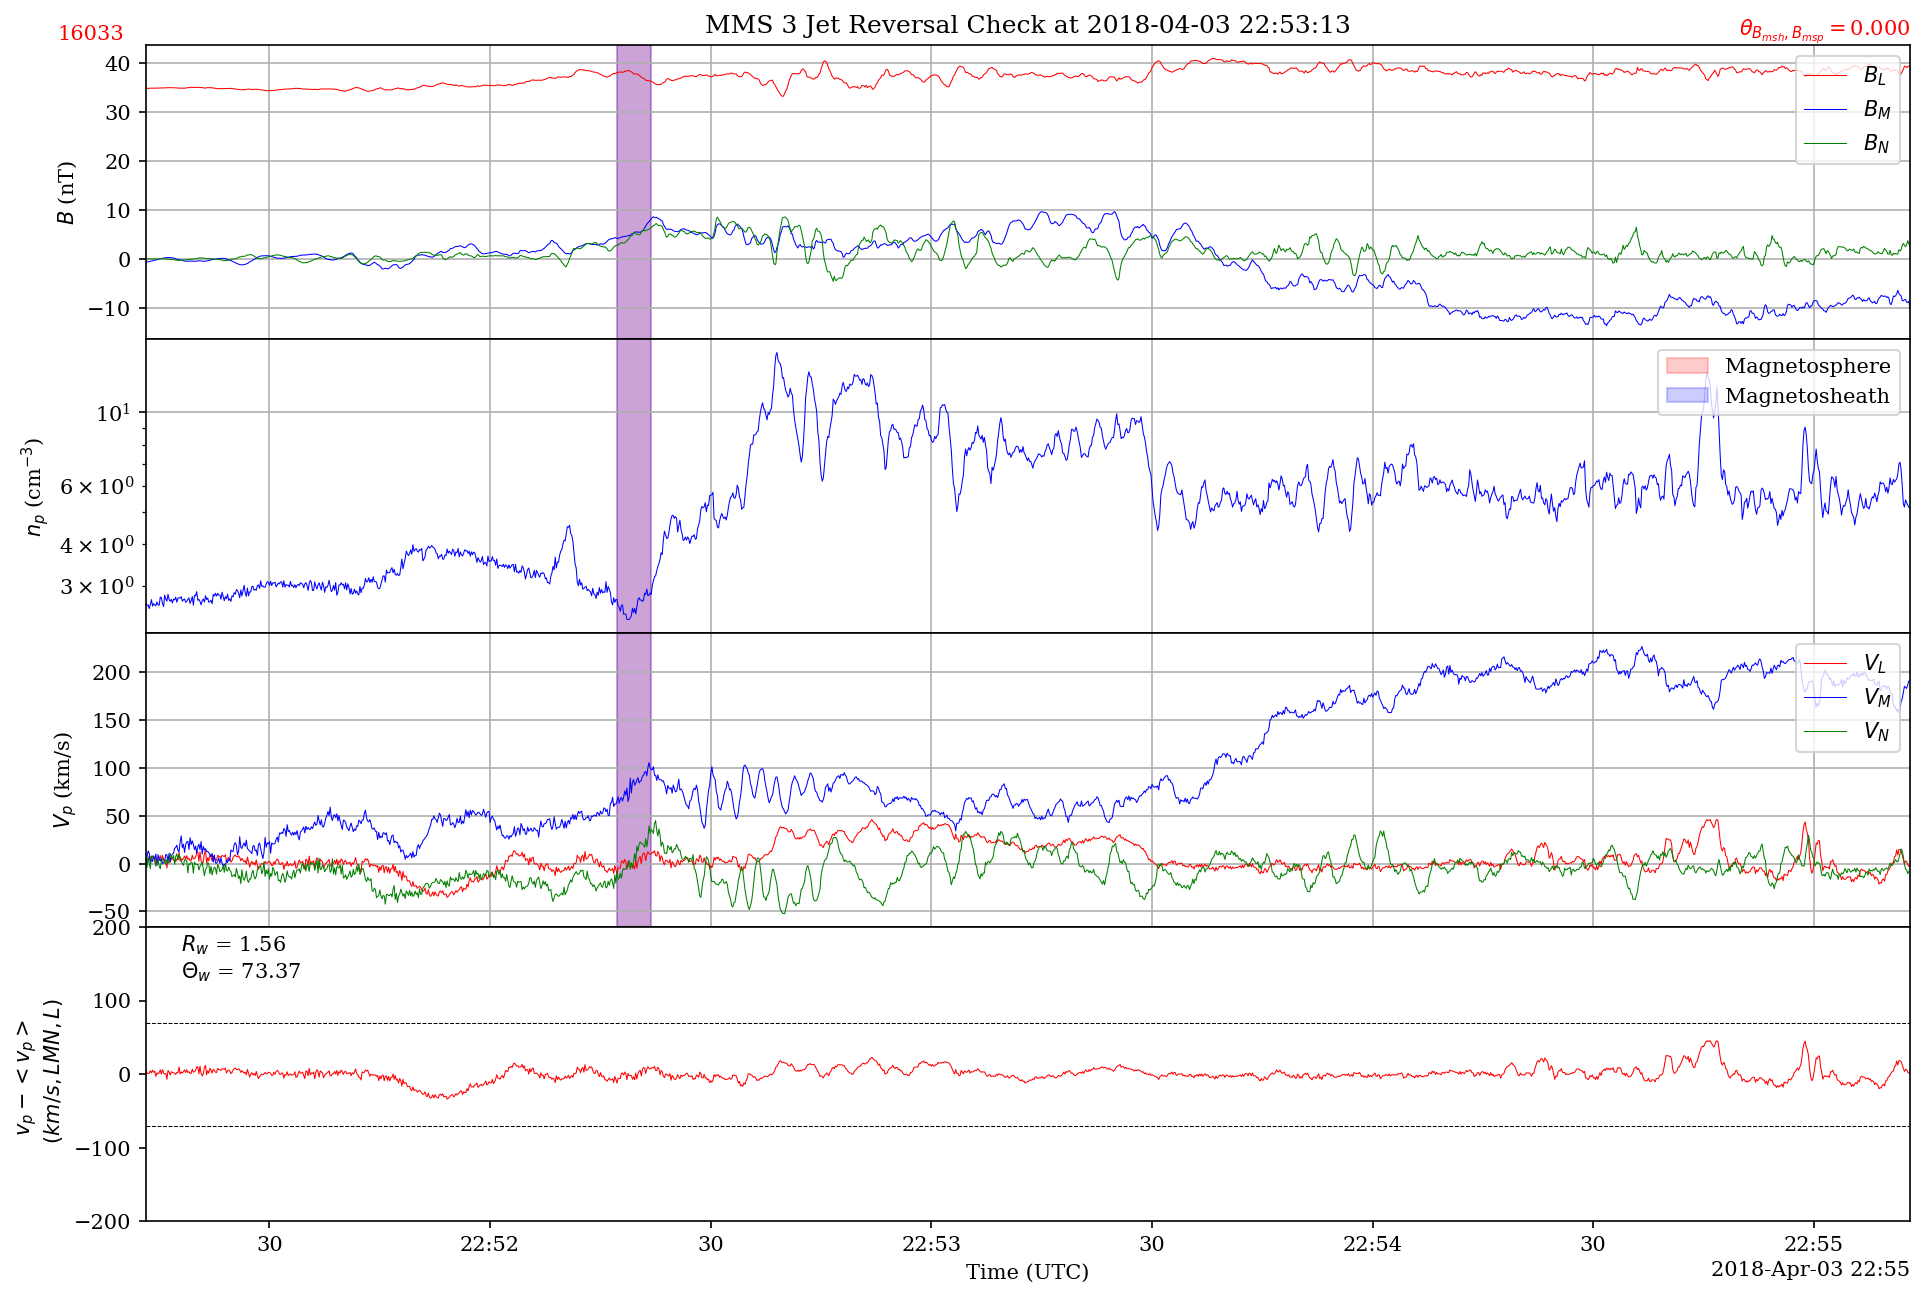 MMS 3 Jet Reversal Check at 2018-04-03 22:53:13
16033
θ_{B_{msh}, B_{msp}} = 0.000
40
30
20
10
0
−10
B (nT)
B_L
B_M
B_N
10^1
6 × 10^0
4 × 10^0
3 × 10^0
n_p (cm^{−3})
Magnetosphere
Magnetosheath
200
150
100
50
0
−50
V_p (km/s)
V_L
V_M
V_N
200
100
0
−100
−200
v_p − < v_p >
(km/s, LMN, L)
R_w = 1.56
Θ_w = 73.37
30 22:52 30 22:53 30 22:54 30 22:55
Time (UTC)
2018-Apr-03 22:55